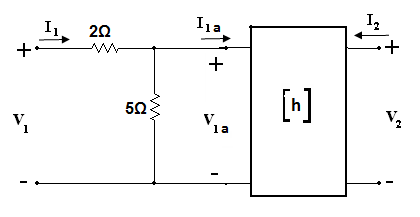 I1 2Ω I1a I2
+ + +
5Ω [h]
V1 V1a V2
- - -